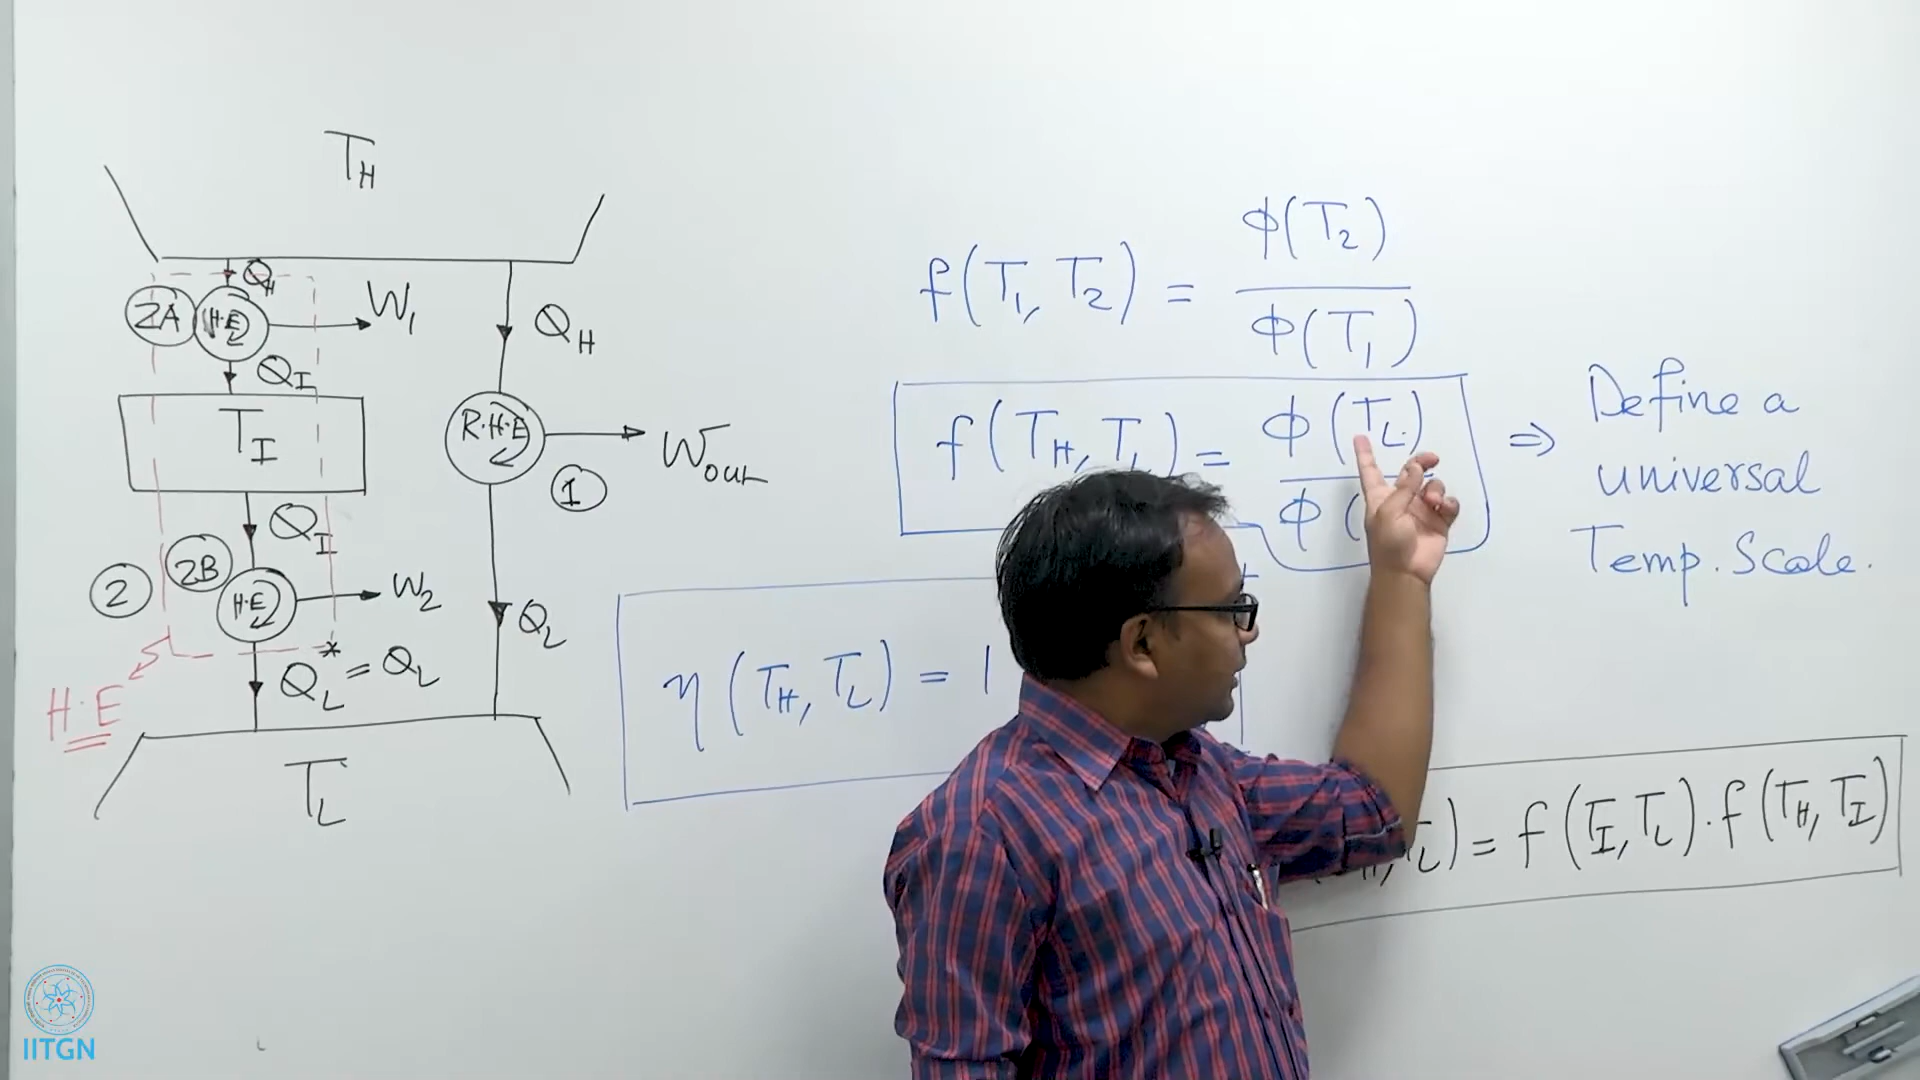 T_H
Q_H
2A
H·E
W_1
Q_I
T_I
Q_I
2
2B
H·E
W_2
Q_L^* = Q_L
H·E
T_L
Q_H
R·H·E
W_out
1
Q_L
f(T_1, T_2) = ϕ(T_2) / ϕ(T_1)
f(T_H, T_L) = ϕ(T_L) / ϕ(
⇒ Define a
universal
Temp. Scale.
η(T_H, T_L) = 1
_L) = f(T_I, T_L) · f(T_H, T_I)
IITGN